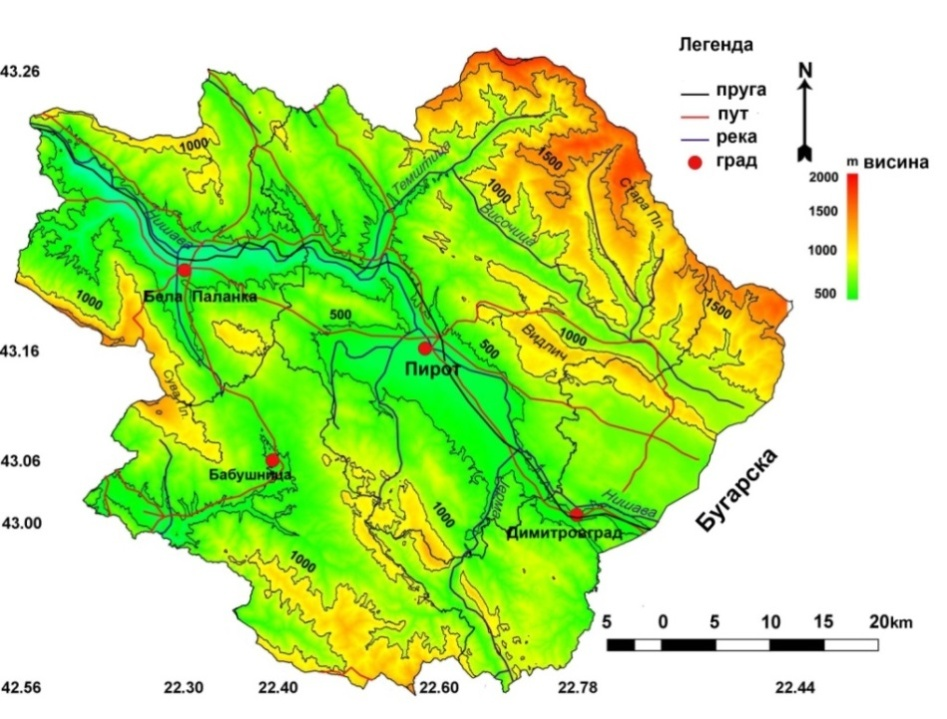 Легенда
N
пруга
пут
река
град
m висина
2000
1500
1000
500
43.26
43.16
43.06
43.00
42.56
22.30
22.40
22.60
22.78
22.44
1000
Темштица
1500
1000
Стара Пл.
Височица
Нишава
1000
Бела Паланка
500
1500
1000
Видлич
500
Пирот
Сува Пл.
Бабушница
1000
Јерма
Нишава
Димитровград
1000
Бугарска
5 0 5 10 15 20km